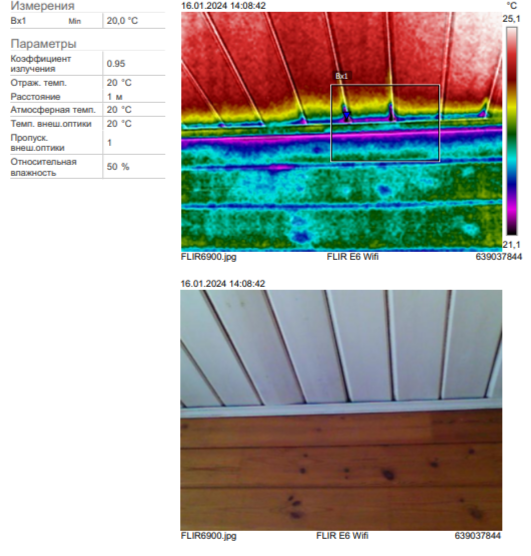 Измерения
Bx1 Min 20,0 °C
Параметры
Коэффициент излучения 0.95
Отраж. темп. 20 °C
Расстояние 1 м
Атмосферная темп. 20 °C
Темп. внеш.оптики 20 °C
Пропуск. внеш.оптики 1
Относительная влажность 50 %
16.01.2024 14:08:42
°C
25,1
Bx1
21,1
FLIR6900.jpg FLIR E6 Wifi 639037844
16.01.2024 14:08:42
FLIR6900.jpg FLIR E6 Wifi 639037844